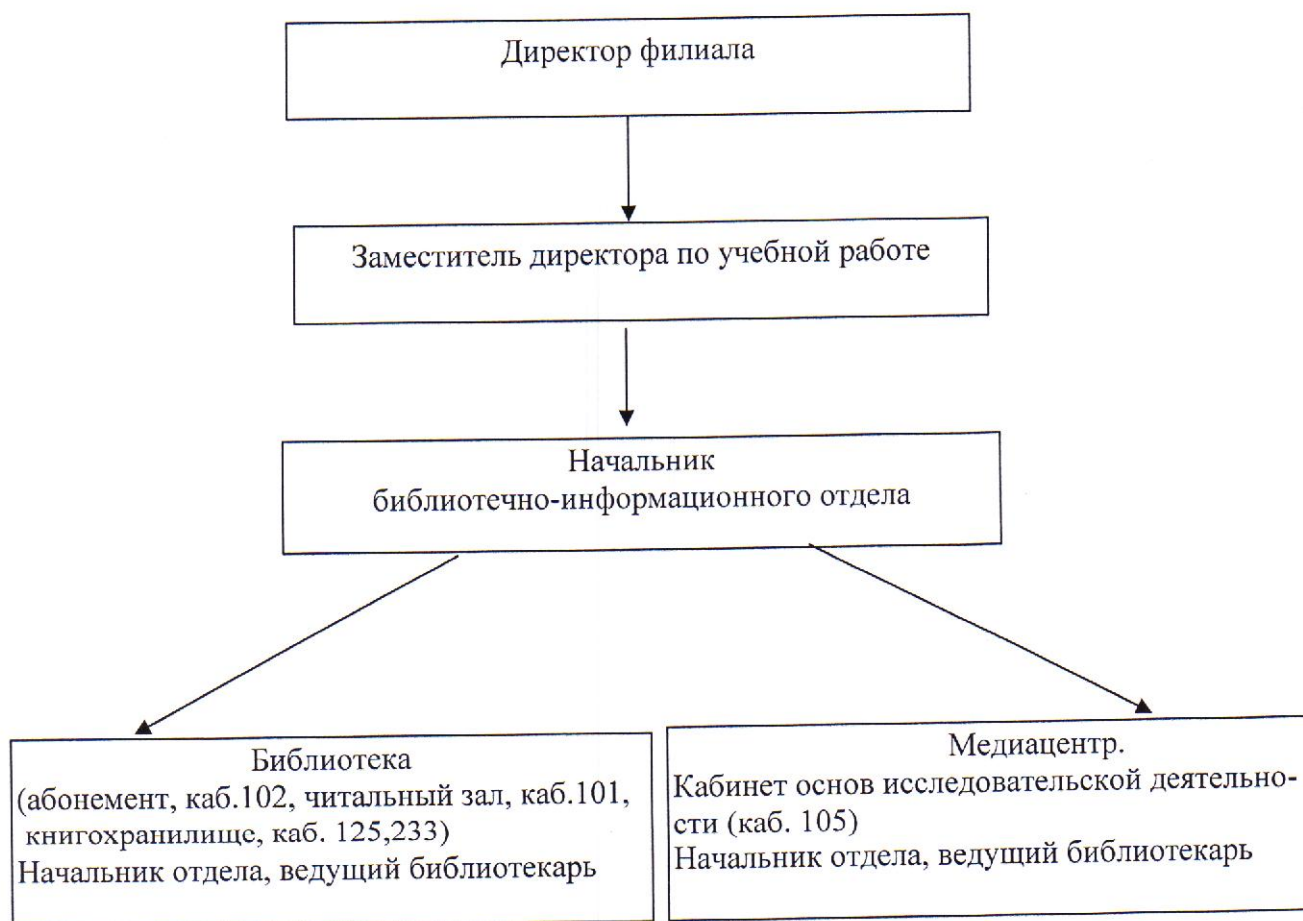 Директор филиала
Заместитель директора по учебной работе
Начальник
библиотечно-информационного отдела
Библиотека
(абонемент, каб.102, читальный зал, каб.101,
книгохранилище, каб. 125,233)
Начальник отдела, ведущий библиотекарь
Медиацентр.
Кабинет основ исследовательской деятельно-
сти (каб. 105)
Начальник отдела, ведущий библиотекарь